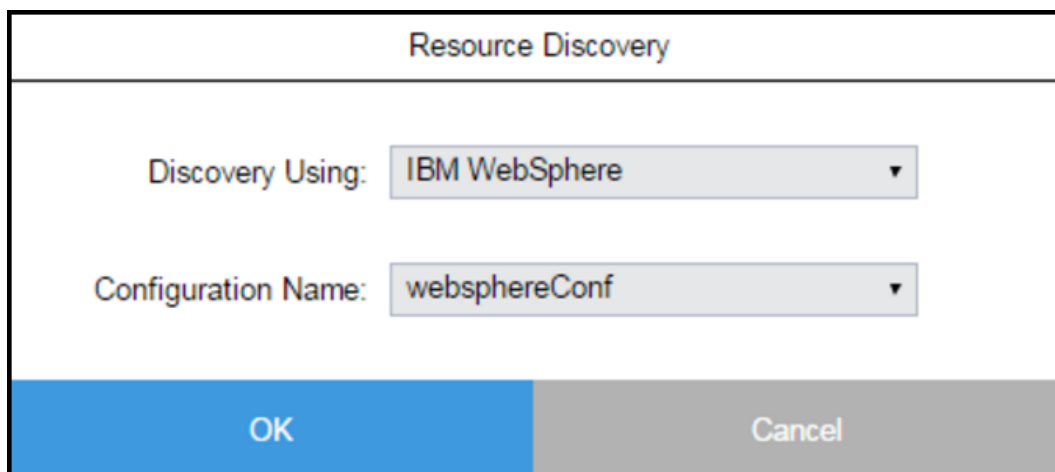 Resource Discovery
Discovery Using: IBM WebSphere
Configuration Name: websphereConf
OK Cancel